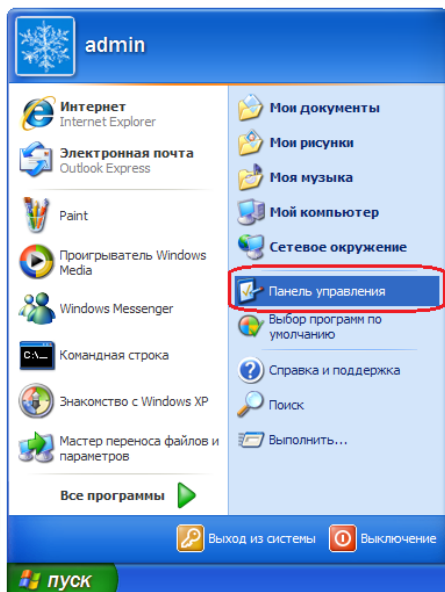 admin
Интернет
Internet Explorer
Электронная почта
Outlook Express
Paint
Проигрыватель Windows
Media
Windows Messenger
C:\_
Командная строка
Знакомство с Windows XP
Мастер переноса файлов и
параметров
Все программы
Мои документы
Мои рисунки
Моя музыка
Мой компьютер
Сетевое окружение
Панель управления
Выбор программ по
умолчанию
Справка и поддержка
Поиск
Выполнить...
Выход из системы
Выключение
пуск